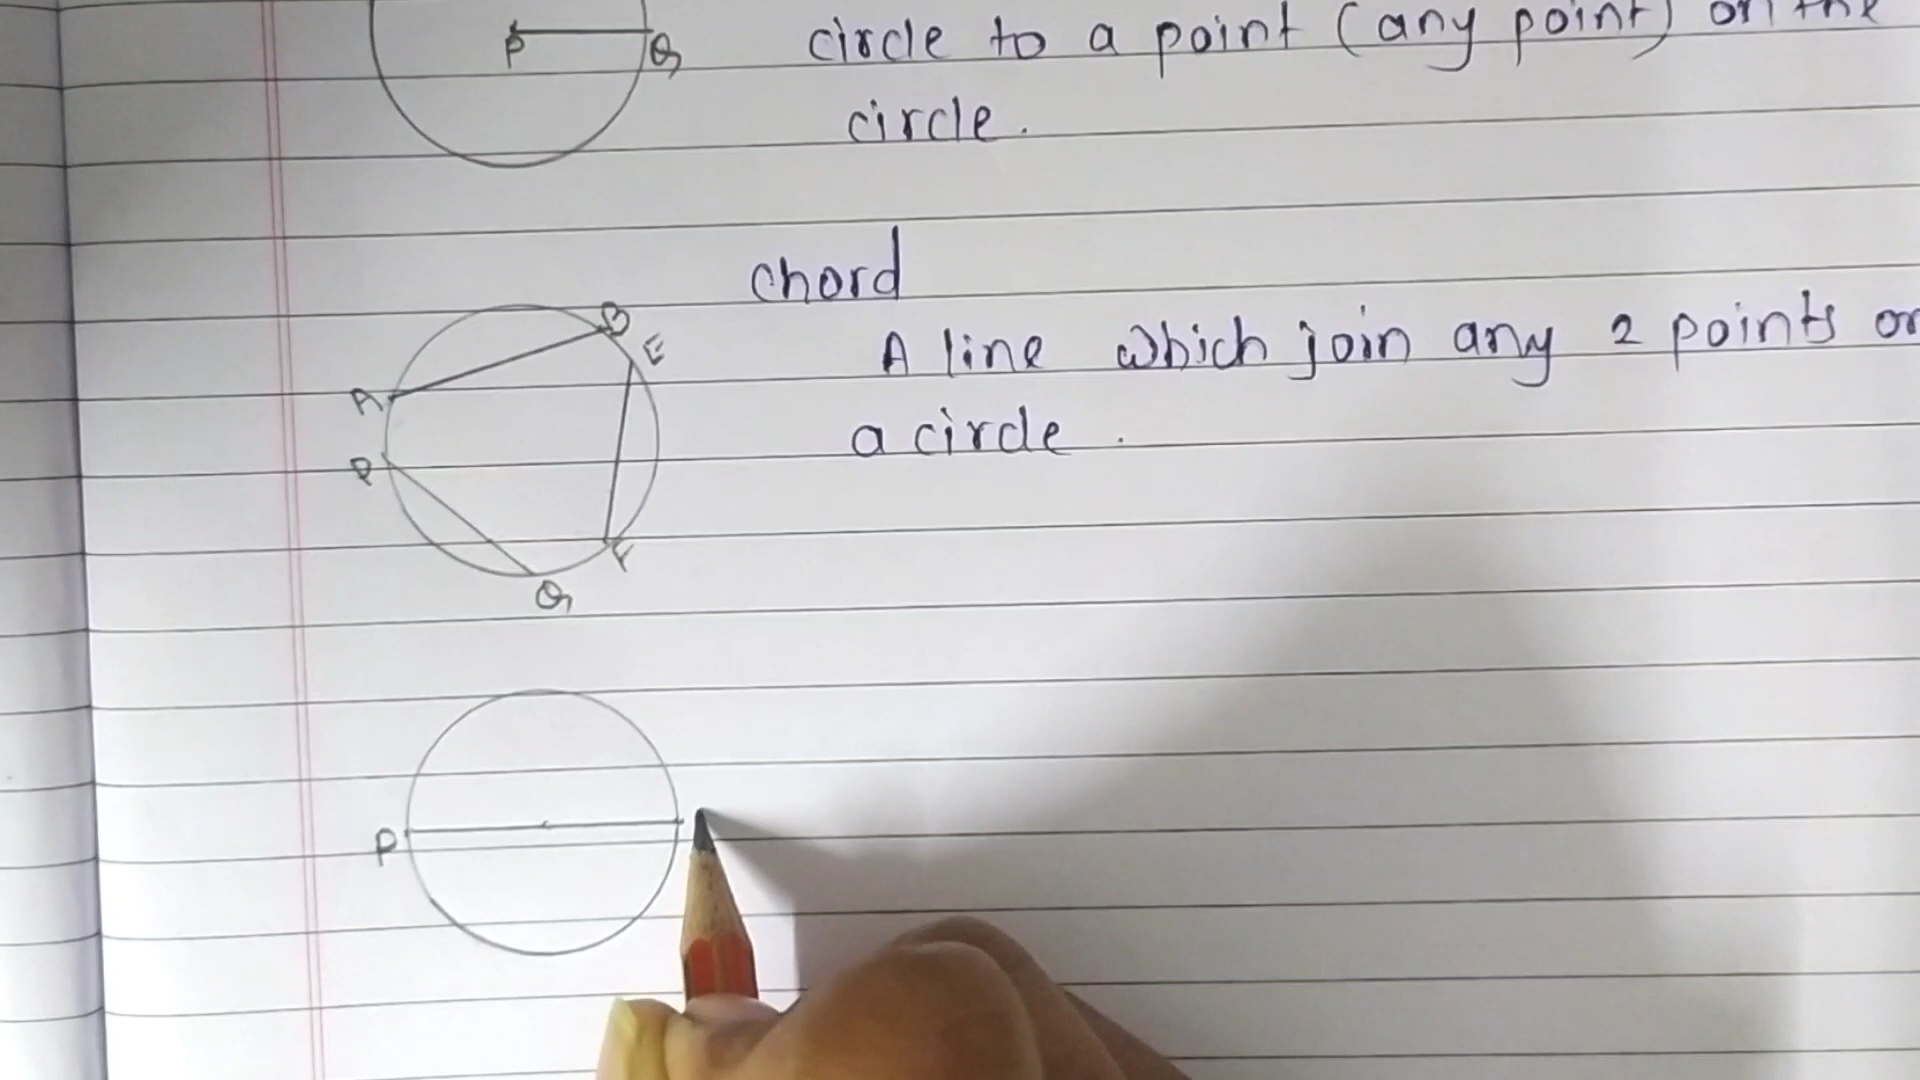 P Q circle to a point (any point) on the
circle.
chord
B
E
A line which join any 2 points on
A
a circle.
P
F
Q
P